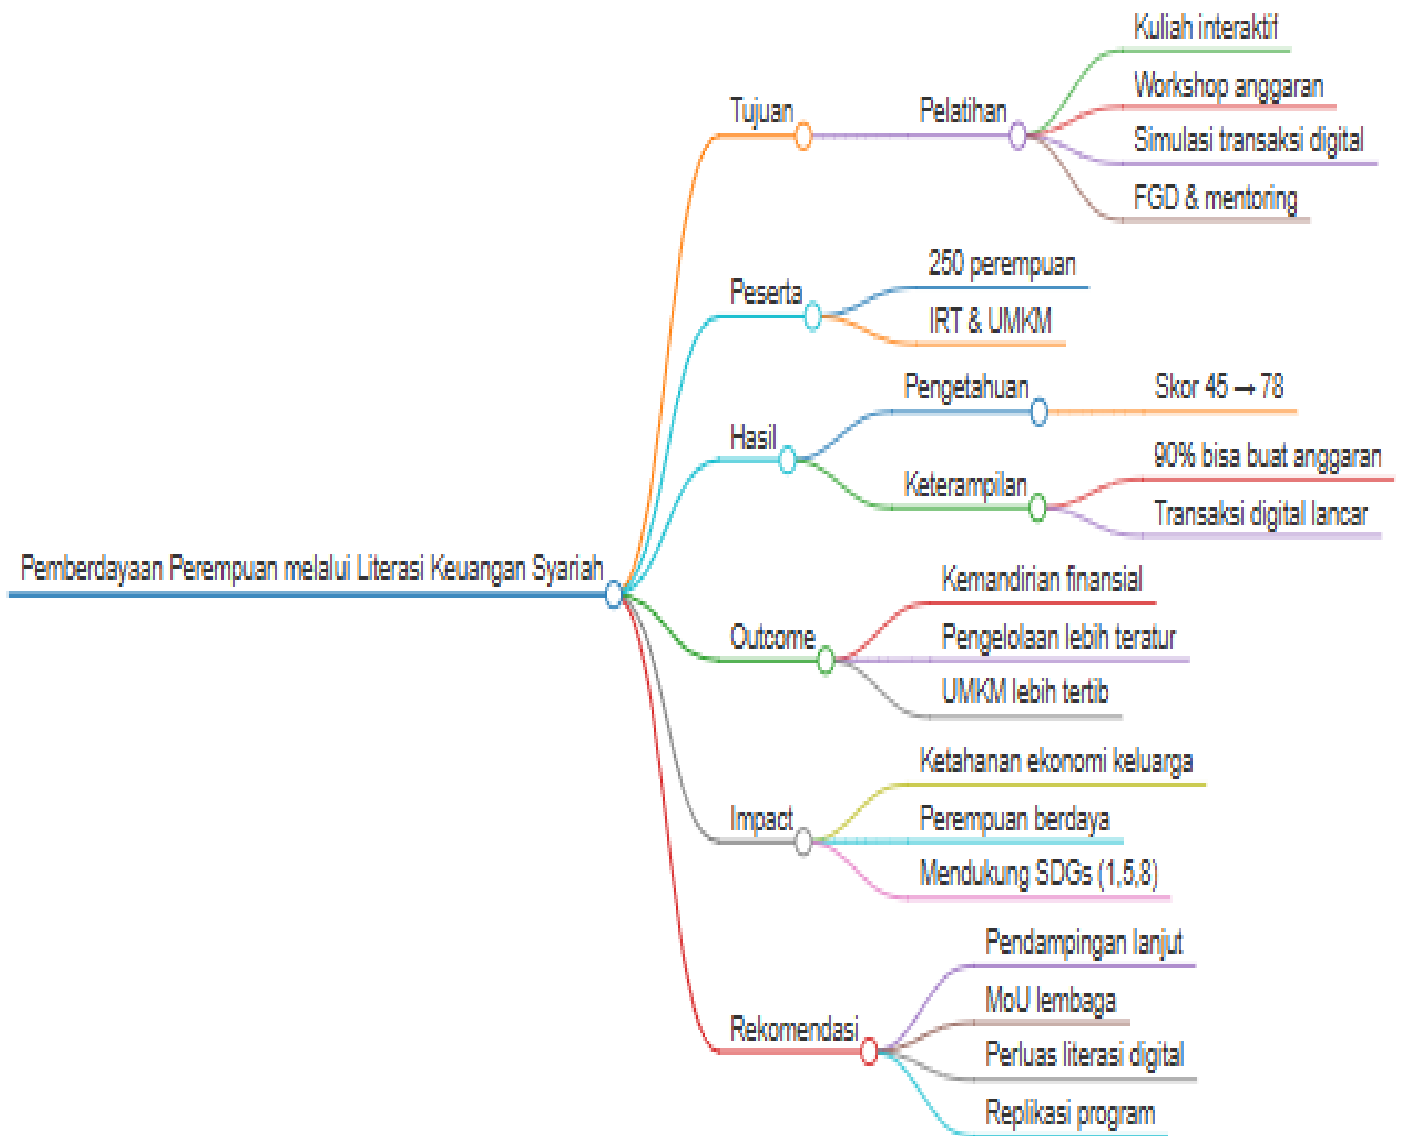 Pemberdayaan Perempuan melalui Literasi Keuangan Syariah
Tujuan
Pelatihan
Kuliah interaktif
Workshop anggaran
Simulasi transaksi digital
FGD & mentoring
Peserta
250 perempuan
IRT & UMKM
Hasil
Pengetahuan
Skor 45 → 78
Keterampilan
90% bisa buat anggaran
Transaksi digital lancar
Outcome
Kemandirian finansial
Pengelolaan lebih teratur
UMKM lebih tertib
Impact
Ketahanan ekonomi keluarga
Perempuan berdaya
Mendukung SDGs (1,5,8)
Rekomendasi
Pendampingan lanjut
MoU lembaga
Perluas literasi digital
Replikasi program